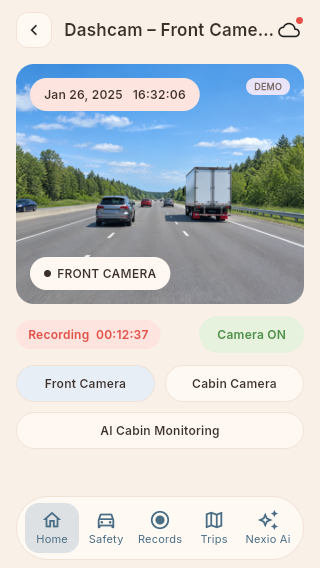 Dashcam – Front Came...
Jan 26, 2025 16:32:06
DEMO
FRONT CAMERA
Recording 00:12:37
Camera ON
Front Camera
Cabin Camera
AI Cabin Monitoring
Home
Safety
Records
Trips
Nexio Ai